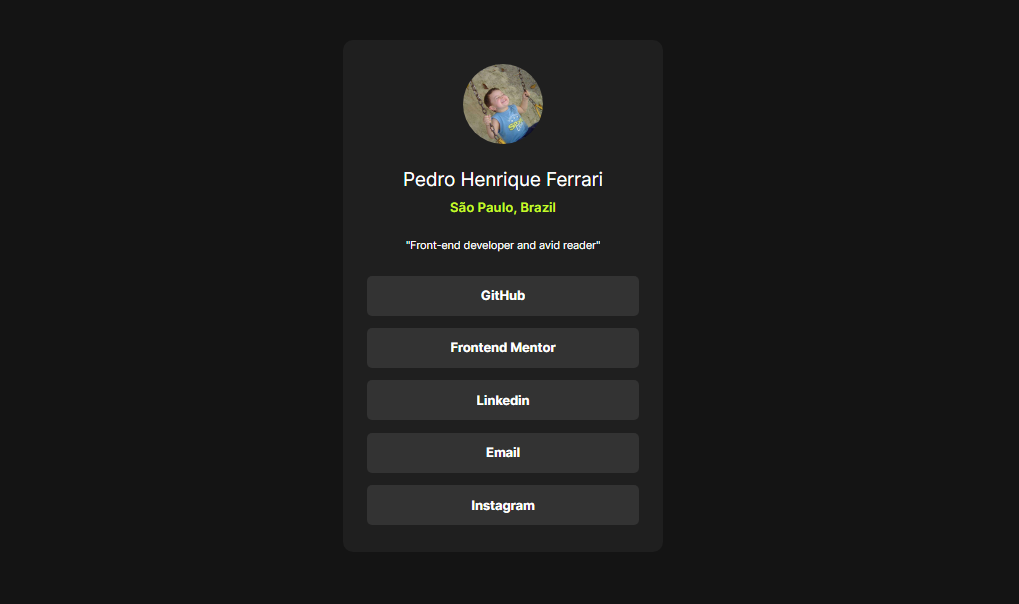 Pedro Henrique Ferrari
São Paulo, Brazil
"Front-end developer and avid reader"
GitHub
Frontend Mentor
Linkedin
Email
Instagram